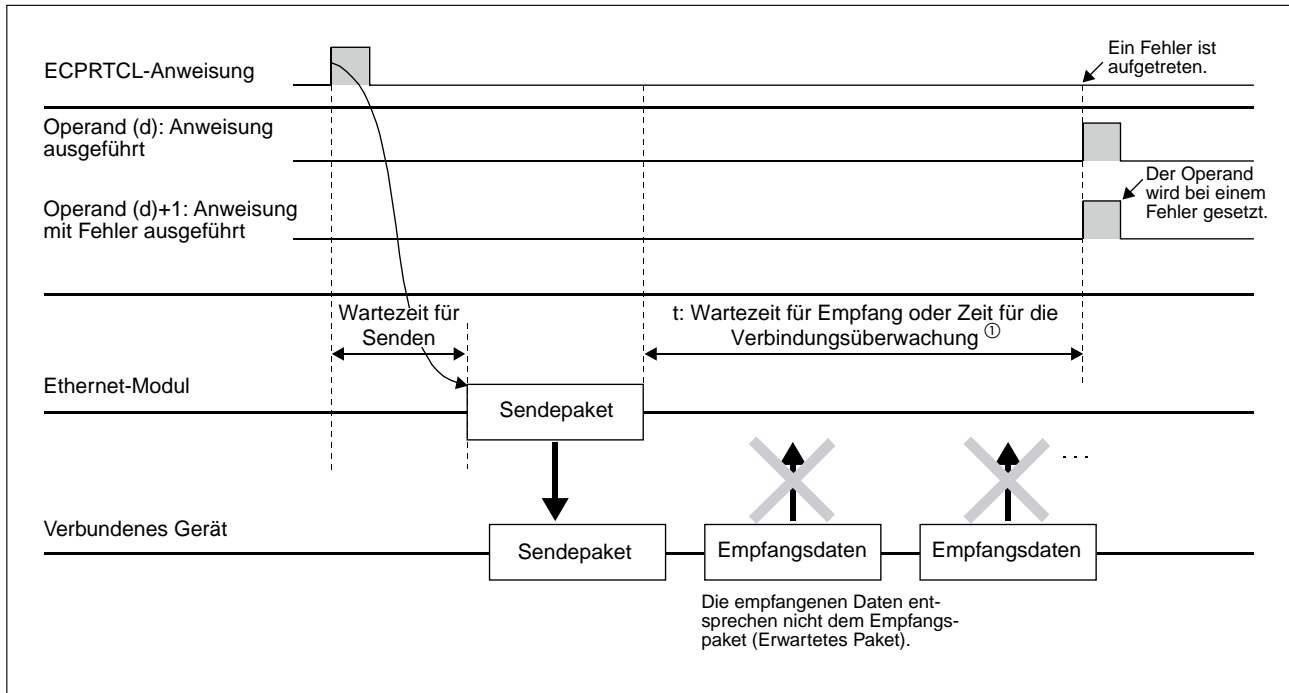 ECPRTCL-Anweisung
Ein Fehler ist
aufgetreten.
Operand (d): Anweisung
ausgeführt
Der Operand
wird bei einem
Fehler gesetzt.
Operand (d)+1: Anweisung
mit Fehler ausgeführt
Wartezeit für
Senden
t: Wartezeit für Empfang oder Zeit für die
Verbindungsüberwachung ①
Ethernet-Modul
Sendepaket
. . .
Verbundenes Gerät
Sendepaket
Empfangsdaten
Empfangsdaten
Die empfangenen Daten ent-
sprechen nicht dem Empfangs-
paket (Erwartetes Paket).